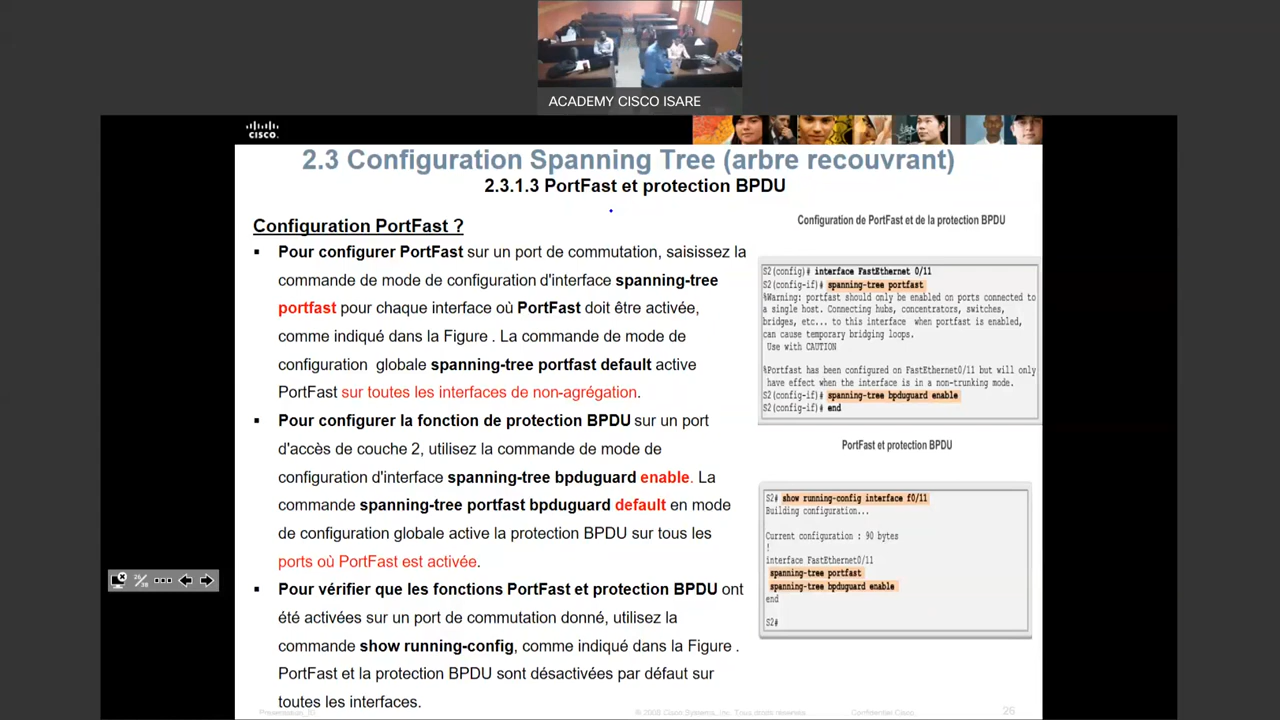 ACADEMY CISCO ISARE
CISCO.
2.3 Configuration Spanning Tree (arbre recouvrant)
2.3.1.3 PortFast et protection BPDU
Configuration PortFast ?
▪ Pour configurer PortFast sur un port de commutation, saisissez la
commande de mode de configuration d'interface spanning-tree
portfast pour chaque interface où PortFast doit être activée,
comme indiqué dans la Figure . La commande de mode de
configuration globale spanning-tree portfast default active
PortFast sur toutes les interfaces de non-agrégation.
▪ Pour configurer la fonction de protection BPDU sur un port
d'accès de couche 2, utilisez la commande de mode de
configuration d'interface spanning-tree bpduguard enable. La
commande spanning-tree portfast bpduguard default en mode
de configuration globale active la protection BPDU sur tous les
ports où PortFast est activée.
▪ Pour vérifier que les fonctions PortFast et protection BPDU ont
été activées sur un port de commutation donné, utilisez la
commande show running-config, comme indiqué dans la Figure .
PortFast et la protection BPDU sont désactivées par défaut sur
toutes les interfaces.
Configuration de PortFast et de la protection BPDU
S2(config)# interface FastEthernet 0/11
S2(config-if)# spanning-tree portfast
%Warning: portfast should only be enabled on ports connected to
a single host. Connecting hubs, concentrators, switches,
bridges, etc... to this interface when portfast is enabled,
can cause temporary bridging loops.
Use with CAUTION
%Portfast has been configured on FastEthernet0/11 but will only
have effect when the interface is in a non-trunking mode.
S2(config-if)# spanning-tree bpduguard enable
S2(config-if)# end
PortFast et protection BPDU
S2# show running-config interface f0/11
Building configuration...
Current configuration : 90 bytes
!
interface FastEthernet0/11
spanning-tree portfast
spanning-tree bpduguard enable
end
S2#
26/38
Presentation_ID
© 2008 Cisco Systems, Inc. Tous droits réservés.
Confidentiel Cisco
26